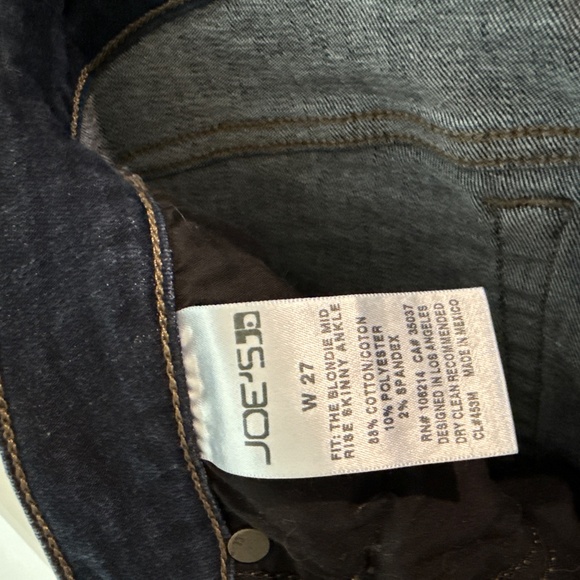 JOE'S
W 27
FIT: THE BLONDIE MID
RISE SKINNY ANKLE
88% COTTON/COTON
10% POLYESTER
2% SPANDEX
RN# 106214 CA# 35037
DESIGNED IN LOS ANGELES
DRY CLEAN RECOMMENDED
MADE IN MEXICO
CL#453M